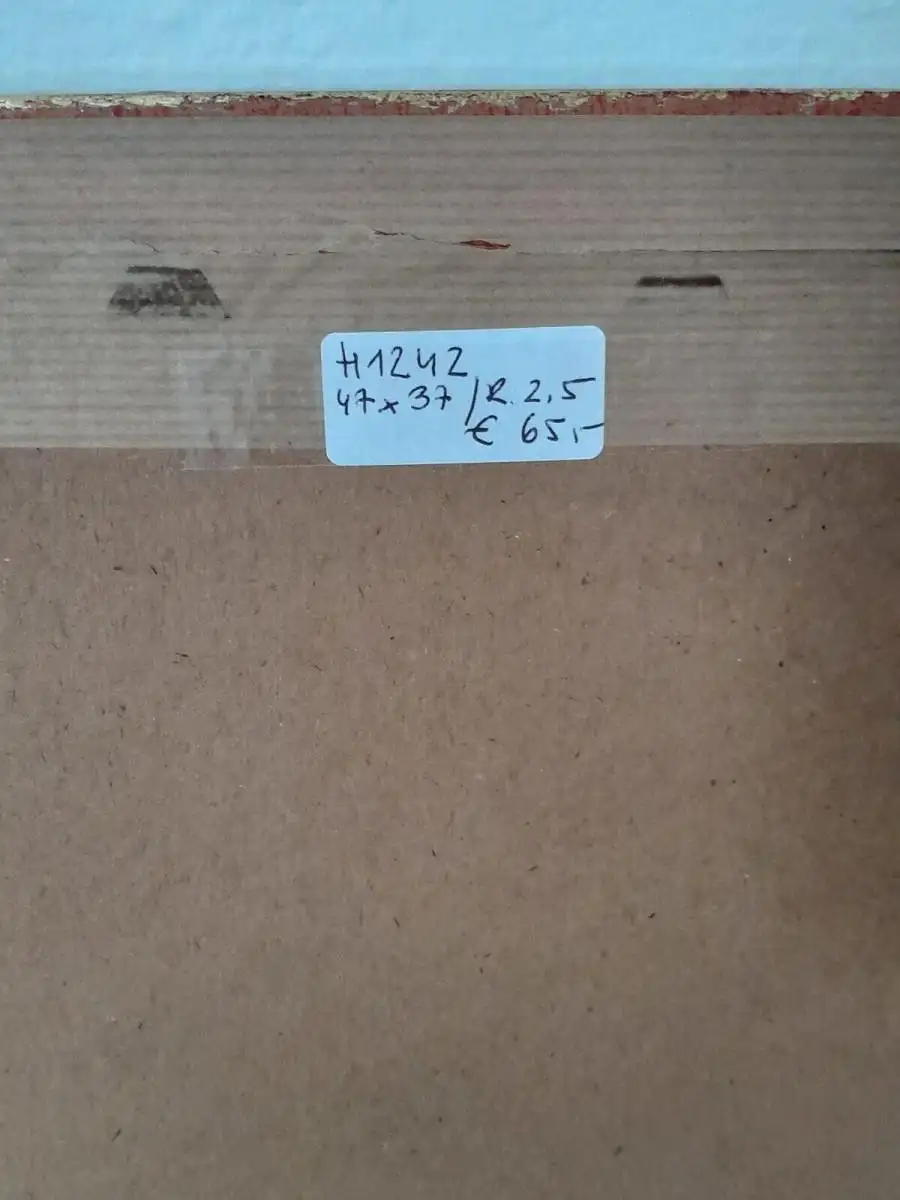 H1242
47x37/R. 2,5
€ 65,-